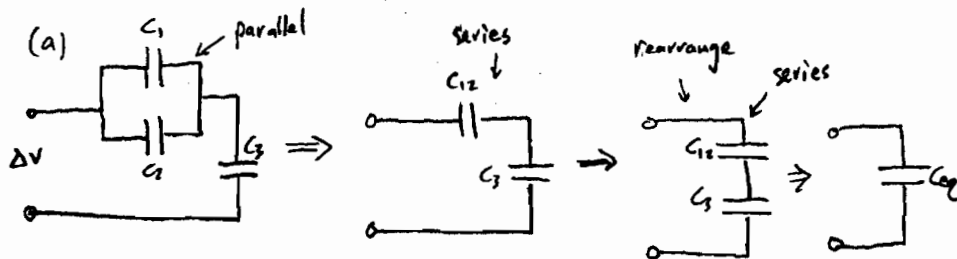 (a)
C1
parallel
C2
ΔV
C3
⇒
series
C12
C3
→
rearrange
series
C12
C3
⇒
Ceq